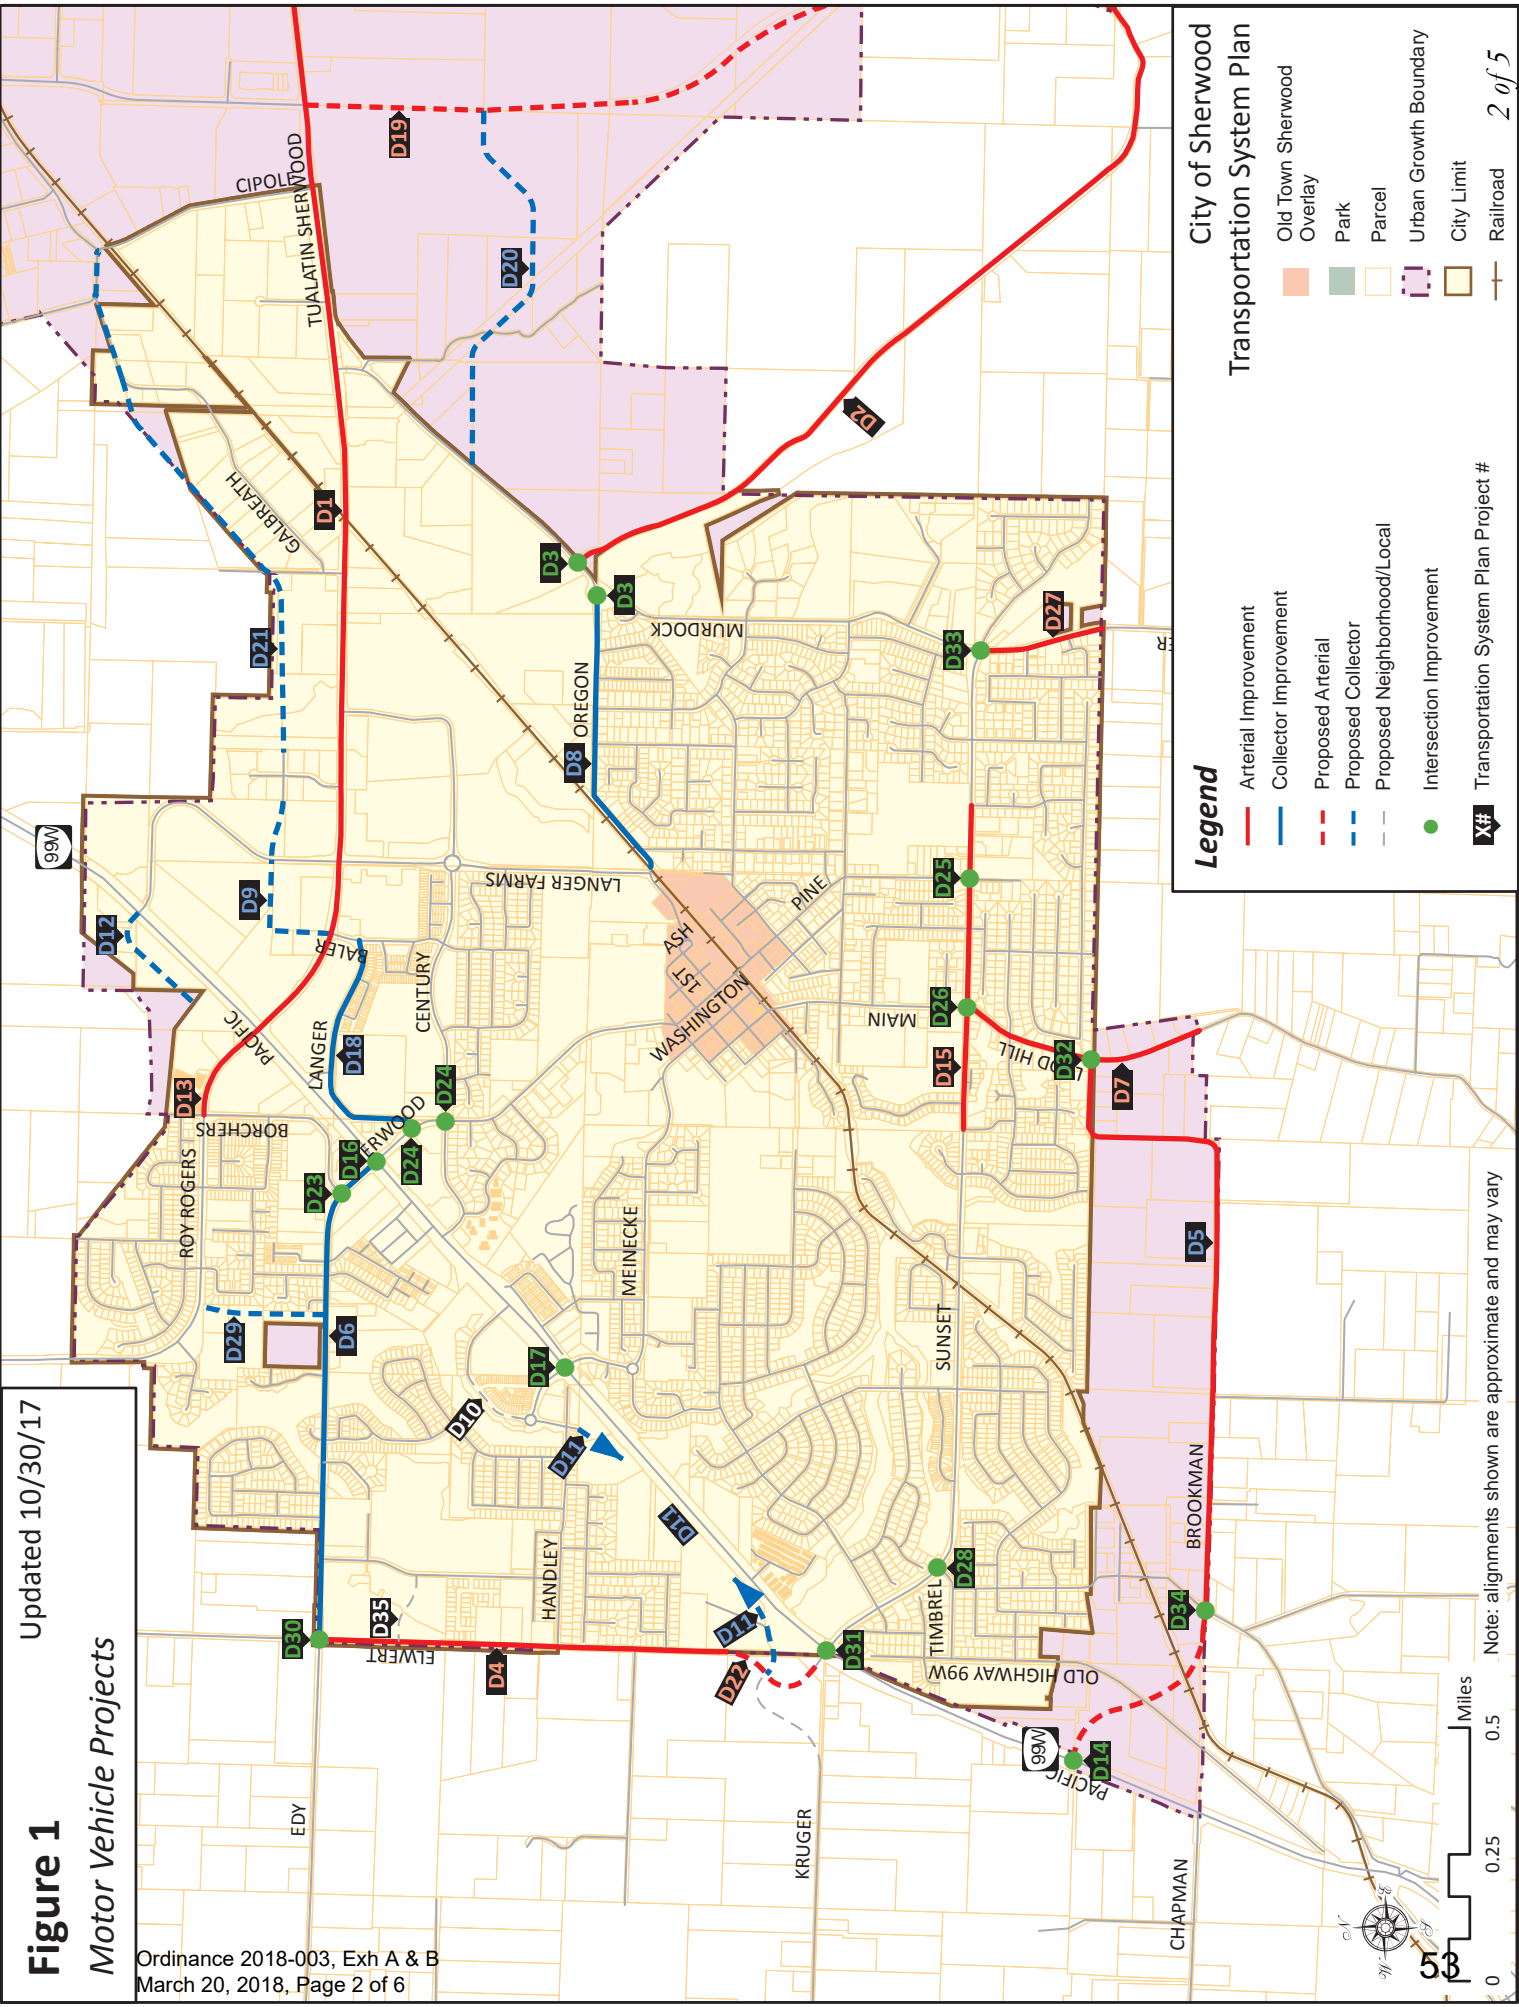 Figure 1
Motor Vehicle Projects
Updated 10/30/17
Ordinance 2018-003, Exh A & B
March 20, 2018, Page 2 of 6
53
City of Sherwood
Transportation System Plan
Legend
Arterial Improvement
Collector Improvement
Proposed Arterial
Proposed Collector
Proposed Neighborhood/Local
Intersection Improvement
X# Transportation System Plan Project #
Old Town Sherwood
Overlay
Park
Parcel
Urban Growth Boundary
City Limit
Railroad
2 of 5
Note: alignments shown are approximate and may vary
0 0.25 0.5
Miles
N
99W
99W
EDY
ELWERT
KRUGER
CHAPMAN
HANDLEY
TIMBREL
OLD HIGHWAY 99W
PACIFIC
BROOKMAN
SUNSET
MEINECKE
ROY ROGERS
BORCHERS
PACIFIC
LANGER
CENTURY
BALER
LANGER FARMS
ASH
1ST
WASHINGTON
PINE
MAIN
OREGON
MURDOCK
GALBREATH
TUALATIN SHERWOOD
CIPOLE
ERWOOD
ER
D30
D35
D4
D22
D11
D11
D11
D31
D28
D34
D14
D10
D17
D29
D6
D23
D16
D24
D24
D13
D18
D12
D9
D5
D7
D32
D15
D26
D25
D8
D21
D3
D3
D33
D27
D1
D2
D20
D19